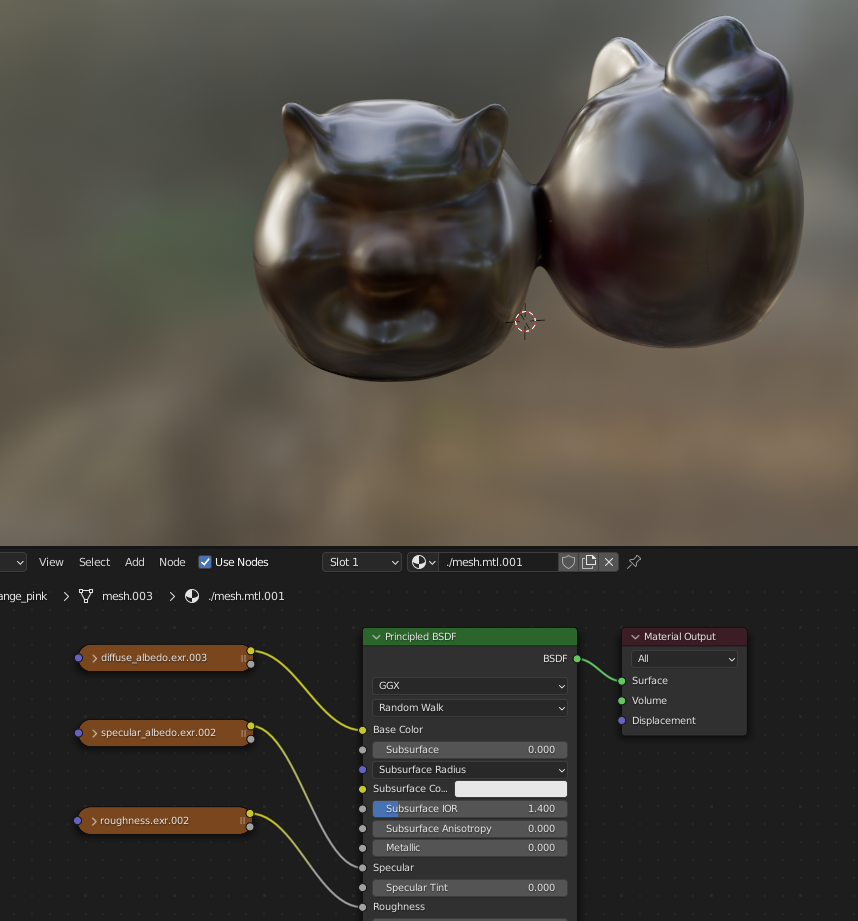 View Select Add Node Use Nodes Slot 1 ./mesh.mtl.001
ange_pink mesh.003 ./mesh.mtl.001
diffuse_albedo.exr.003
specular_albedo.exr.002
roughness.exr.002
Principled BSDF
BSDF
GGX
Random Walk
Base Color
Subsurface 0.000
Subsurface Radius
Subsurface Co...
Subsurface IOR 1.400
Subsurface Anisotropy 0.000
Metallic 0.000
Specular
Specular Tint 0.000
Roughness
Material Output
All
Surface
Volume
Displacement